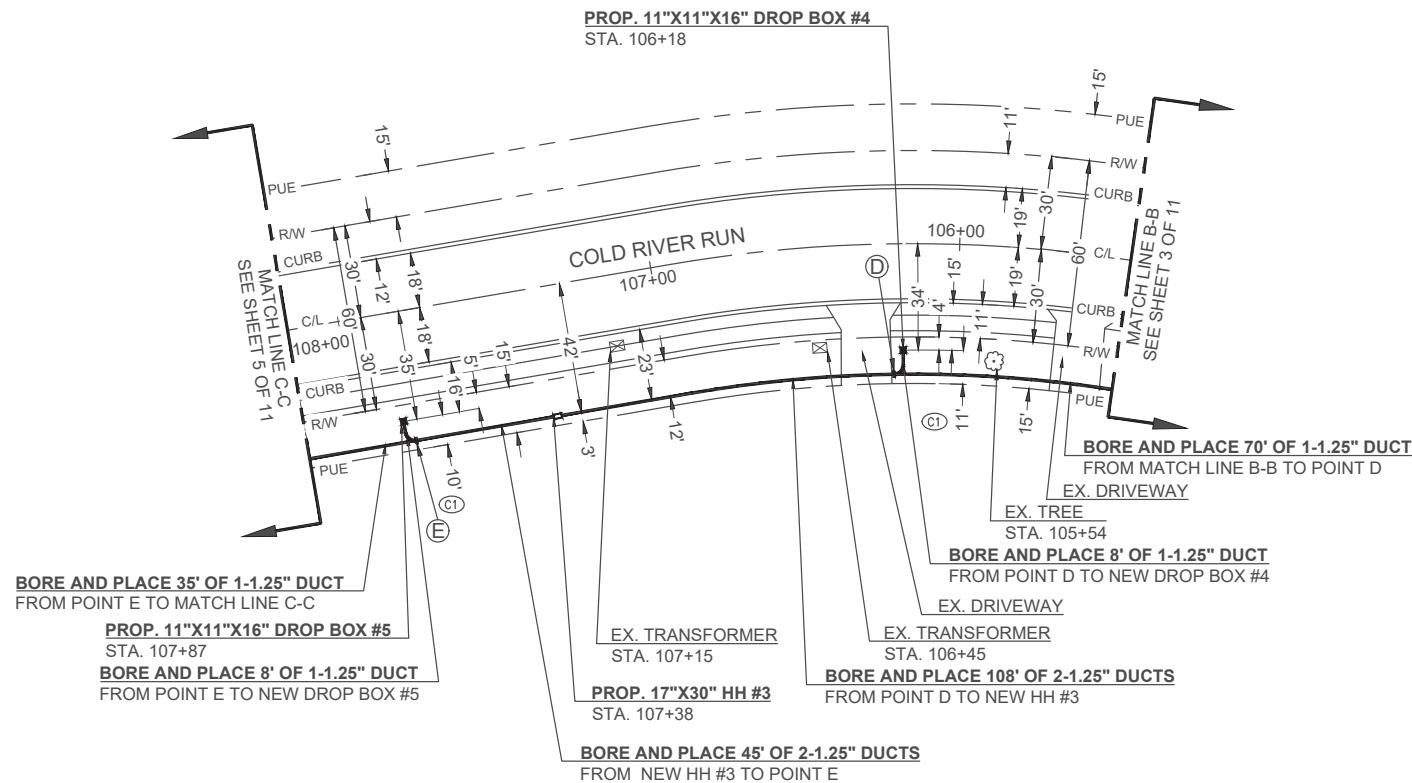 PROP. 11"X11"X16" DROP BOX #4
STA. 106+18
15'
PUE
11'
R/W
30'
19'
CURB
60'
106+00
C/L
15'
PUE
R/W
30'
18'
12'
CURB
COLD RIVER RUN
107+00
D
34'
4'
15'
11'
19'
30'
CURB
R/W
MATCH LINE B-B
SEE SHEET 3 OF 11
MATCH LINE C-C
SEE SHEET 5 OF 11
C/L
108+00
60'
30'
18'
35'
CURB
R/W
PUE
16'
5'
15'
42'
23'
12'
3'
10'
C1
E
C1
11'
15'
PUE
BORE AND PLACE 70' OF 1-1.25" DUCT
FROM MATCH LINE B-B TO POINT D
EX. DRIVEWAY
EX. TREE
STA. 105+54
BORE AND PLACE 8' OF 1-1.25" DUCT
FROM POINT D TO NEW DROP BOX #4
EX. DRIVEWAY
EX. TRANSFORMER
STA. 106+45
BORE AND PLACE 108' OF 2-1.25" DUCTS
FROM POINT D TO NEW HH #3
BORE AND PLACE 35' OF 1-1.25" DUCT
FROM POINT E TO MATCH LINE C-C
PROP. 11"X11"X16" DROP BOX #5
STA. 107+87
BORE AND PLACE 8' OF 1-1.25" DUCT
FROM POINT E TO NEW DROP BOX #5
EX. TRANSFORMER
STA. 107+15
PROP. 17"X30" HH #3
STA. 107+38
BORE AND PLACE 45' OF 2-1.25" DUCTS
FROM NEW HH #3 TO POINT E